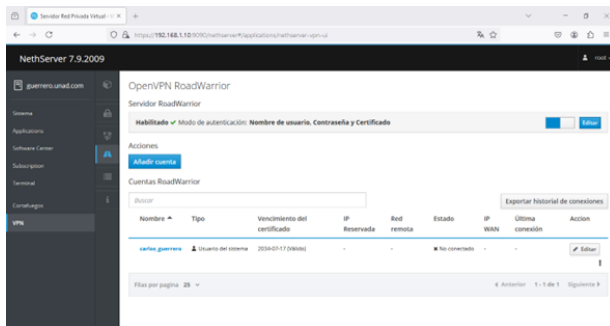 Servidor Red Privada Virtual -
https://192.168.1.10:9090/nethserver#/applications/nethserver-vpn-ui
NethServer 7.9.2009
root
guerrero.unad.com
Sistema
Applications
Software Center
Subscription
Terminal
Cortafuegos
VPN
OpenVPN RoadWarrior
Servidor RoadWarrior
Habilitado ✔ Modo de autenticación: Nombre de usuario, Contraseña y Certificado
Editar
Acciones
Añadir cuenta
Cuentas RoadWarrior
Buscar
Exportar historial de conexiones
Nombre Tipo Vencimiento del certificado IP Reservada Red remota Estado IP WAN Última conexión Accion
carlos_guerrero Usuario del sistema 2034-07-17 (Válido) - - ✖ No conectado - - Editar
Filas por pagina 25 Anterior 1 - 1 de 1 Siguiente